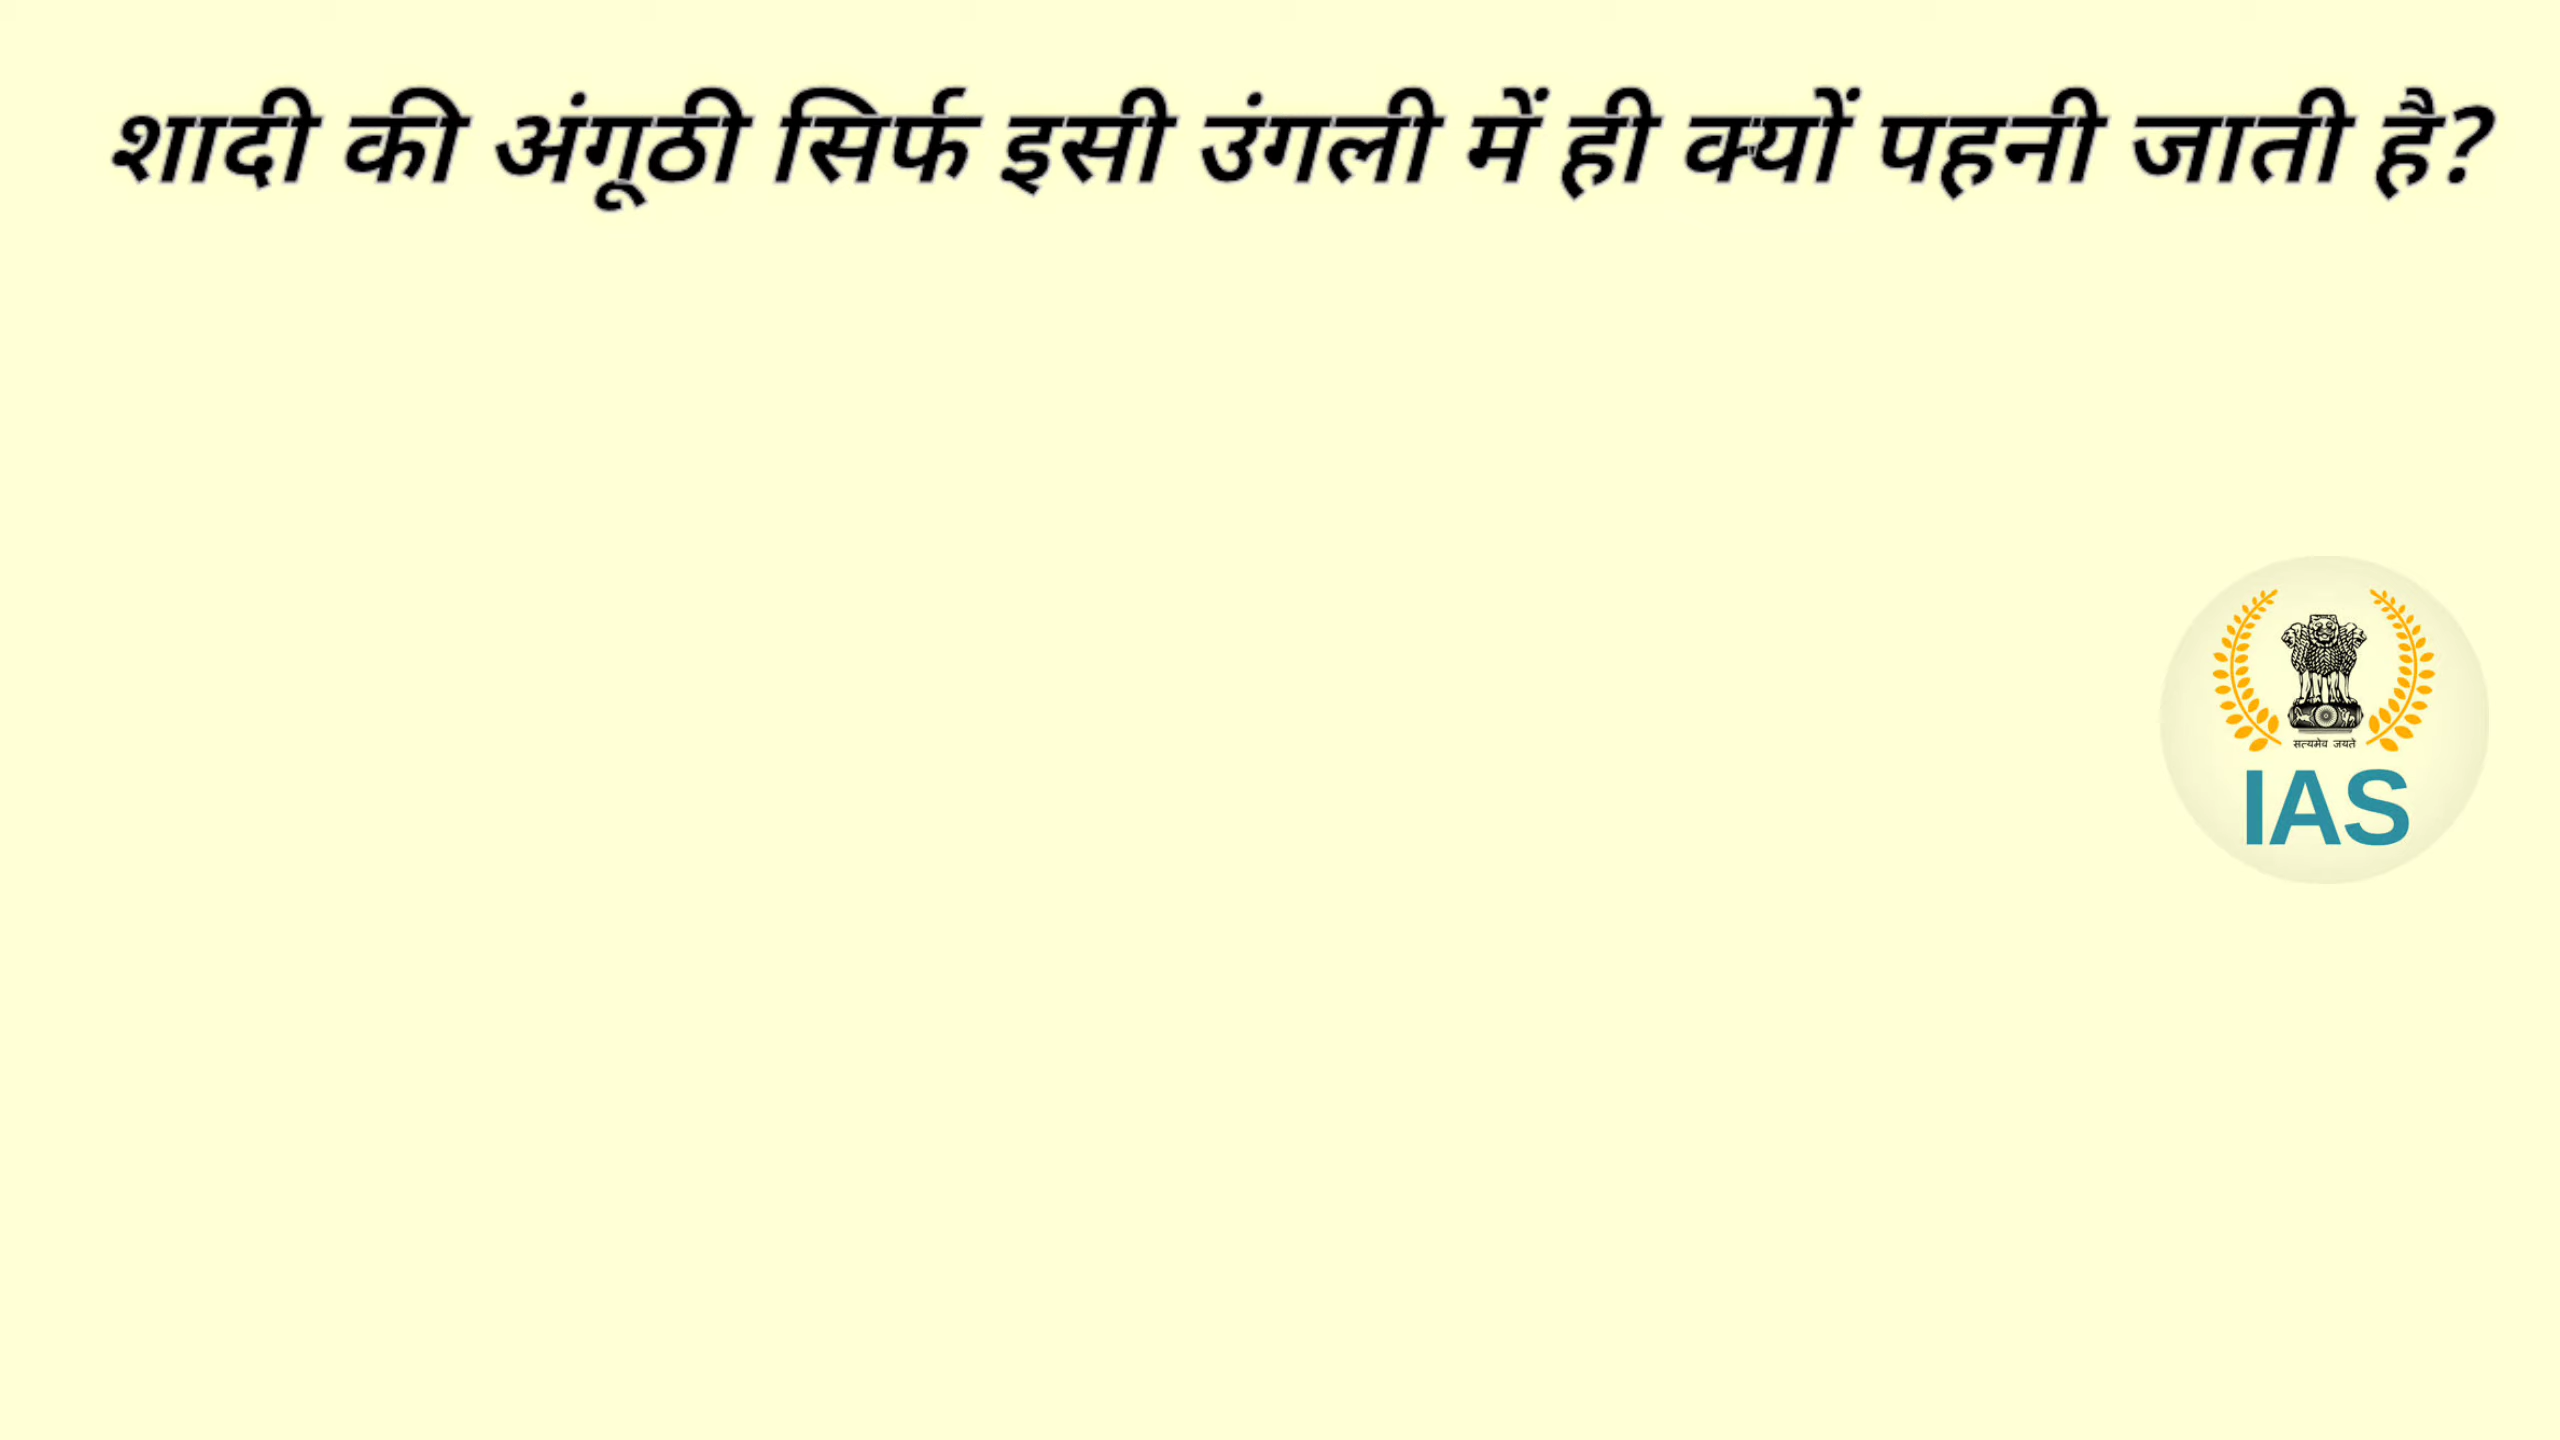 शादी की अंगूठी सिर्फ इसी उंगली में ही क्यों पहनी जाती है?
सत्यमेव जयते
IAS